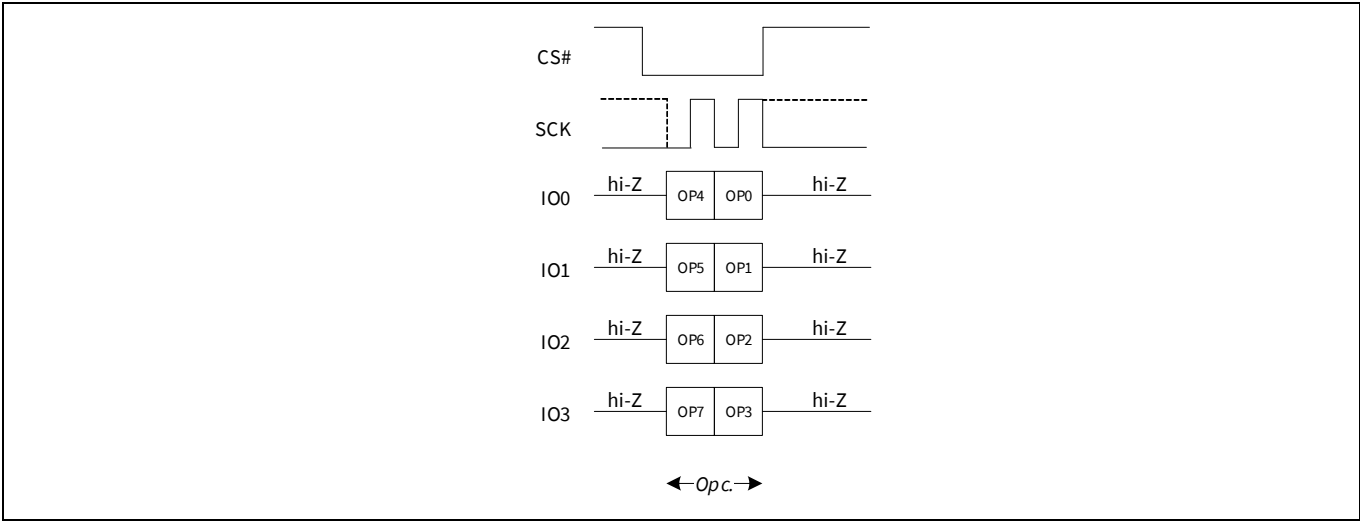 CS#
SCK
IO0 hi-Z OP4 OP0 hi-Z
IO1 hi-Z OP5 OP1 hi-Z
IO2 hi-Z OP6 OP2 hi-Z
IO3 hi-Z OP7 OP3 hi-Z
Opc.